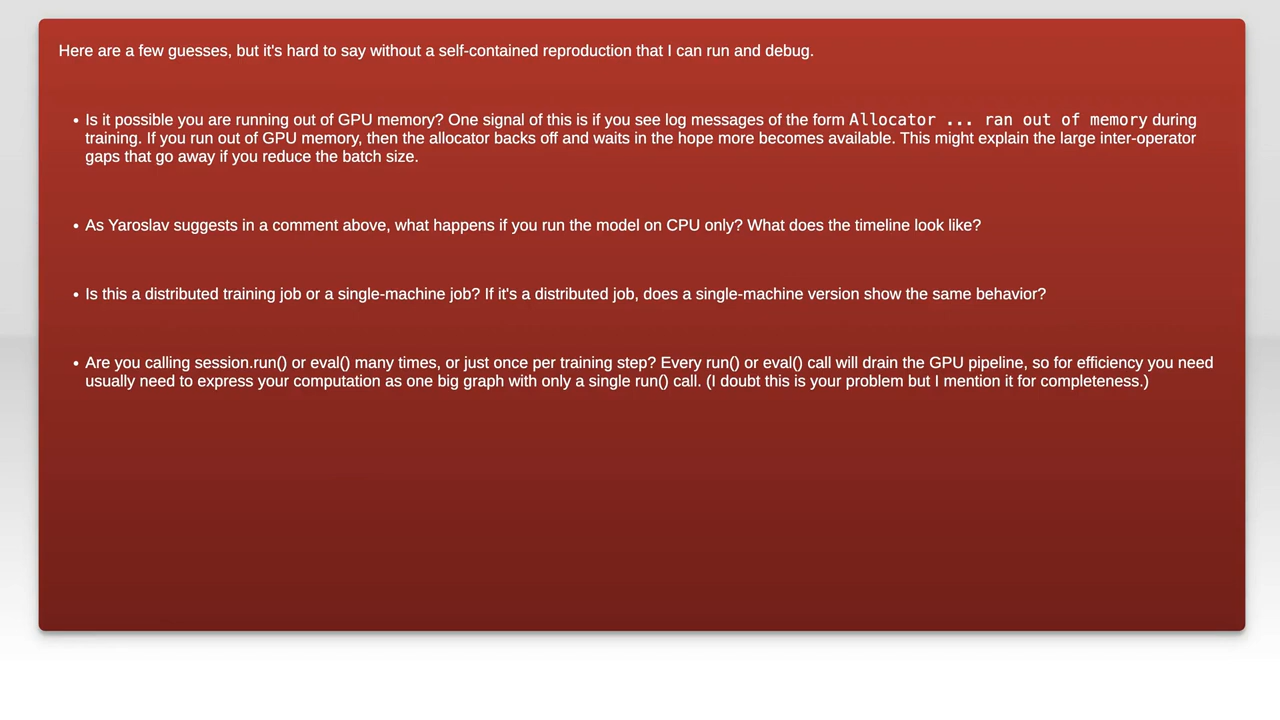 Here are a few guesses, but it's hard to say without a self-contained reproduction that I can run and debug.
• Is it possible you are running out of GPU memory? One signal of this is if you see log messages of the form Allocator ... ran out of memory during
training. If you run out of GPU memory, then the allocator backs off and waits in the hope more becomes available. This might explain the large inter-operator
gaps that go away if you reduce the batch size.
• As Yaroslav suggests in a comment above, what happens if you run the model on CPU only? What does the timeline look like?
• Is this a distributed training job or a single-machine job? If it's a distributed job, does a single-machine version show the same behavior?
• Are you calling session.run() or eval() many times, or just once per training step? Every run() or eval() call will drain the GPU pipeline, so for efficiency you need
usually need to express your computation as one big graph with only a single run() call. (I doubt this is your problem but I mention it for completeness.)